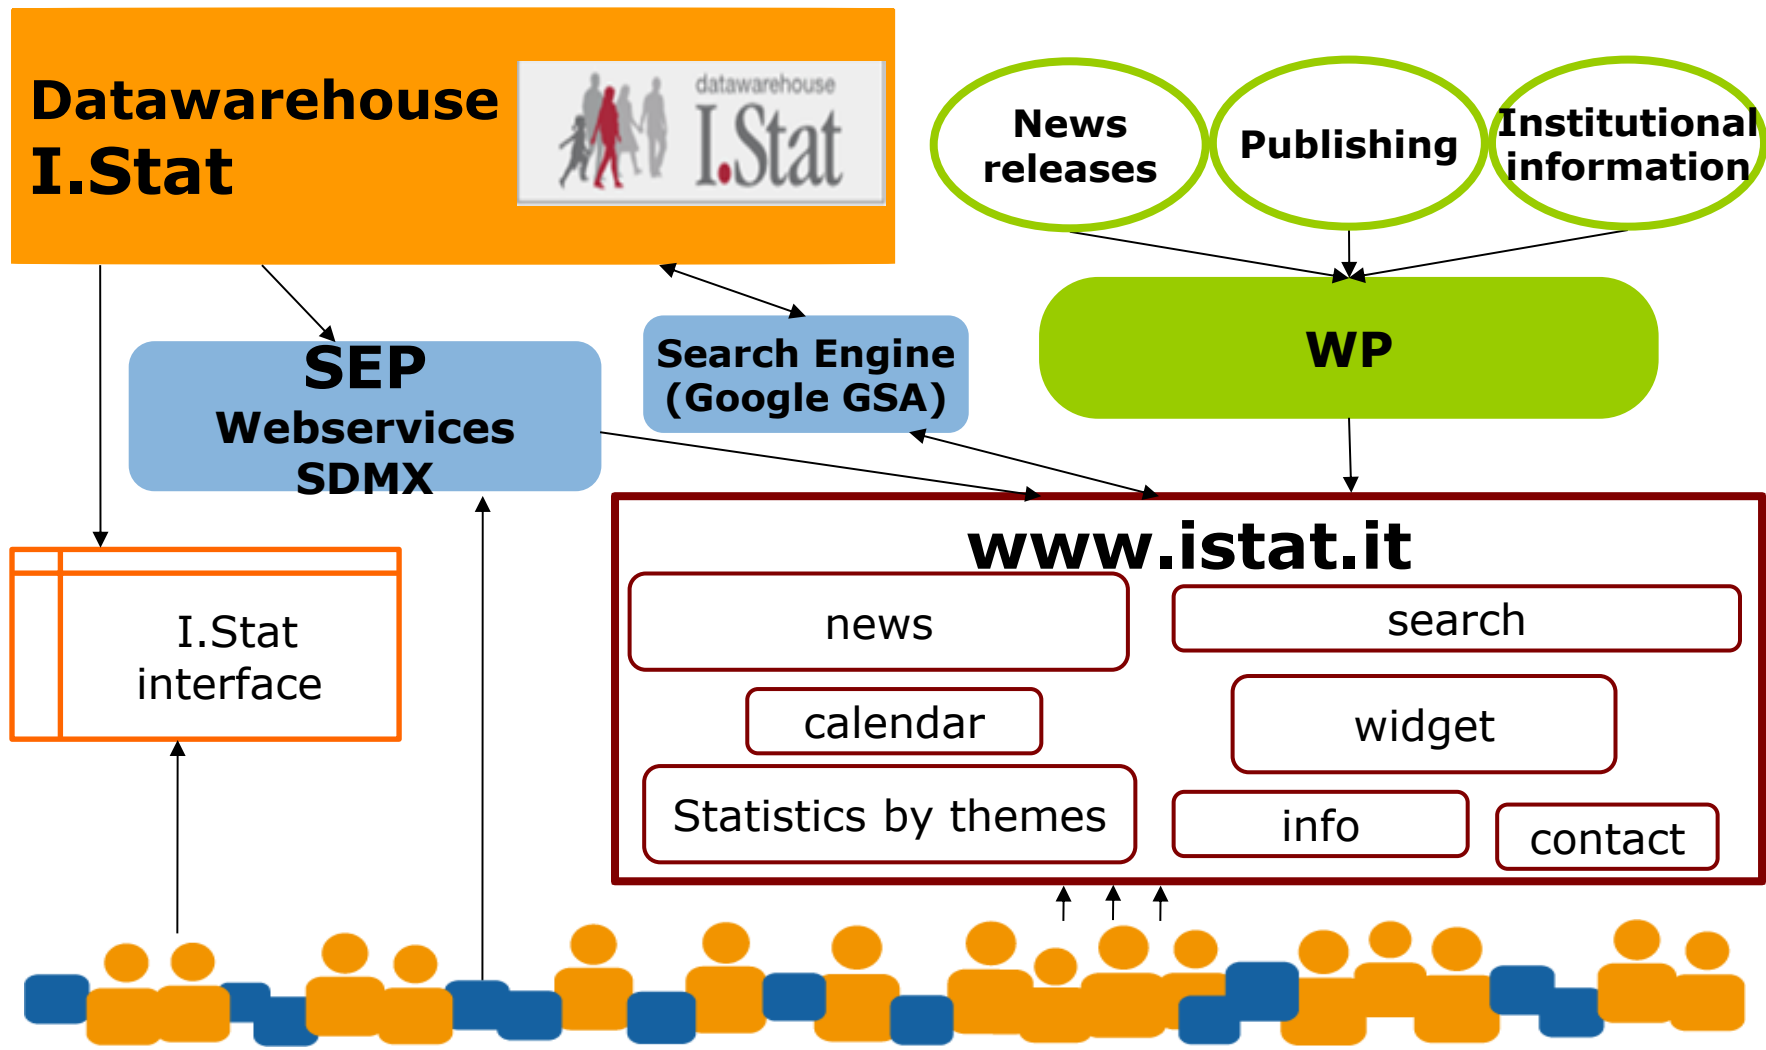 Datawarehouse
I.Stat
datawarehouse
I.Stat
News
releases
Publishing
Institutional
information
SEP
Webservices
SDMX
Search Engine
(Google GSA)
WP
I.Stat
interface
www.istat.it
news
search
calendar
widget
Statistics by themes
info
contact